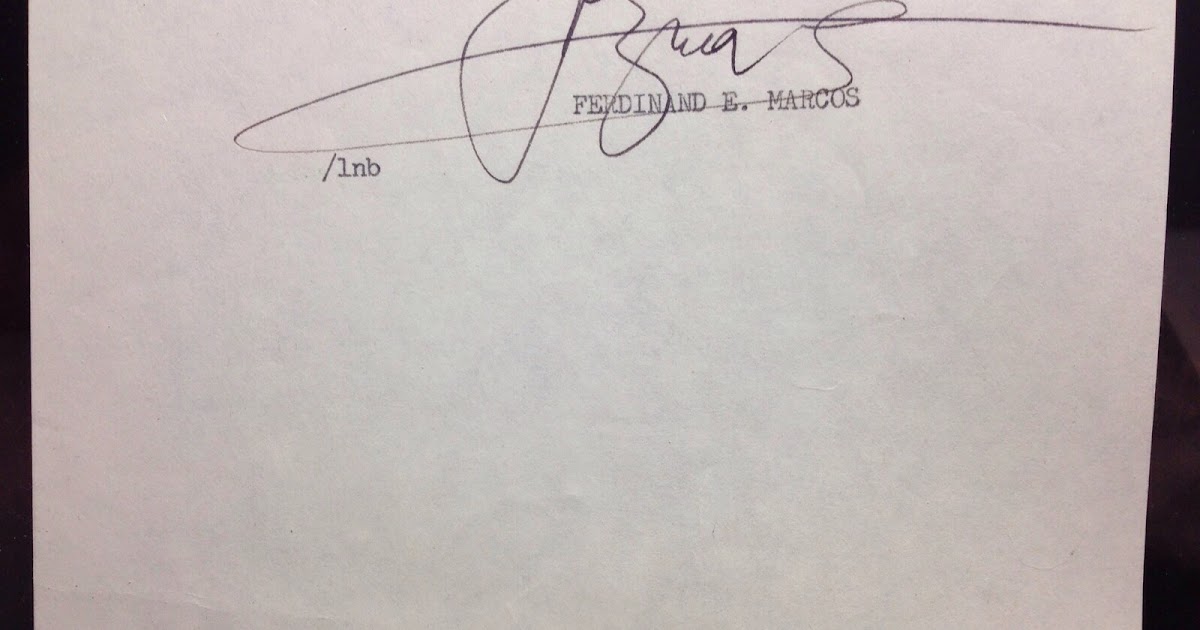 FERDINAND E. MARCOS
/lnb